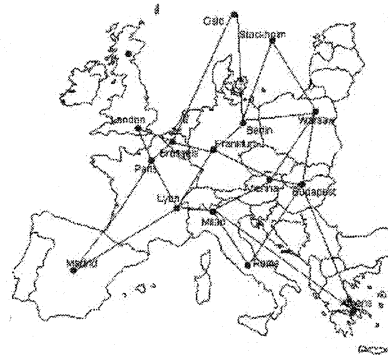 Oslo
Stockholm
London
Berlin
Warsaw
Brussels
Frankfurt
Paris
Vienna
Budapest
Lyon
Milan
Madrid
Rome
Athens